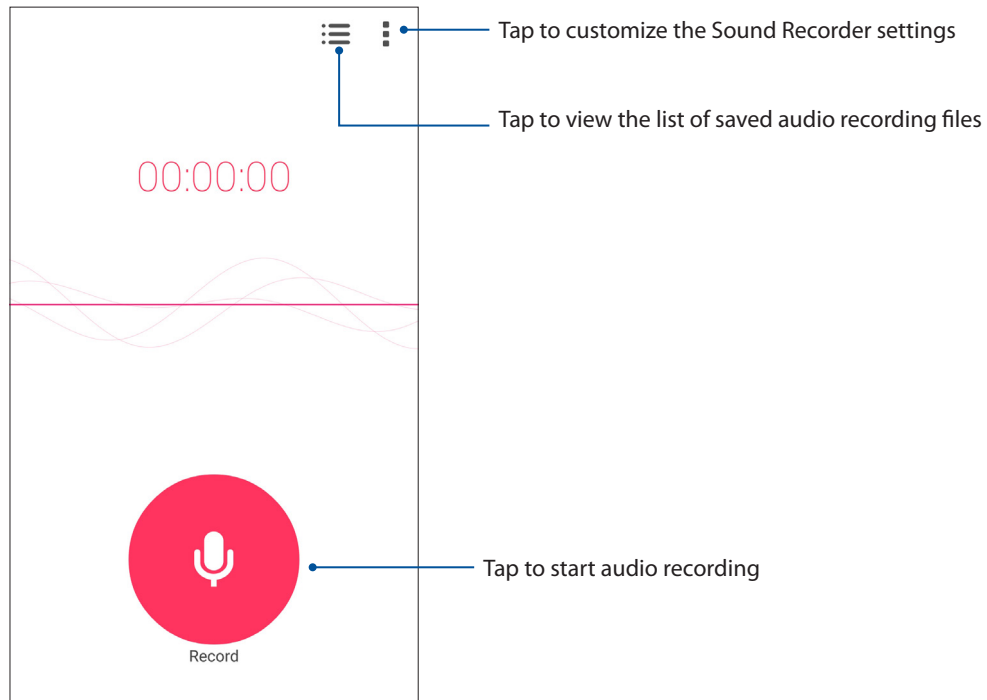 Tap to customize the Sound Recorder settings
Tap to view the list of saved audio recording files
00:00:00
Tap to start audio recording
Record